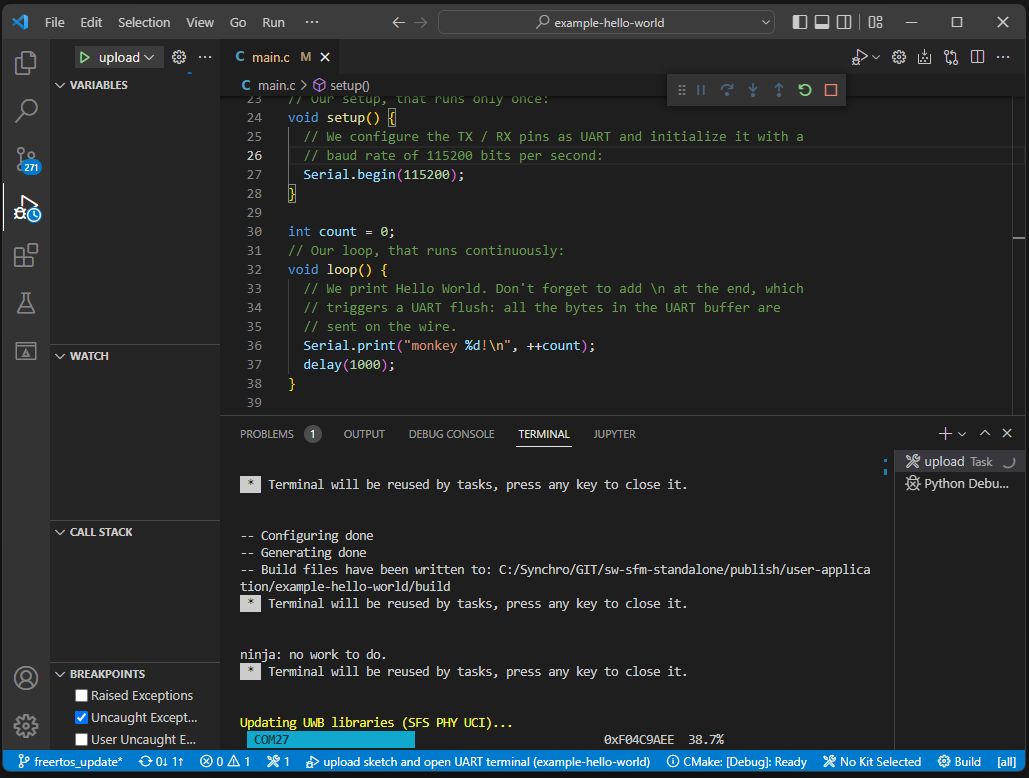 File Edit Selection View Go Run ··· example-hello-world
upload
VARIABLES
WATCH
CALL STACK
BREAKPOINTS
Raised Exceptions
Uncaught Except...
User Uncaught E...
271
main.c M
main.c > setup()
23 // Our setup, that runs only once:
24 void setup() {
25 // We configure the TX / RX pins as UART and initialize it with a
26 // baud rate of 115200 bits per second:
27 Serial.begin(115200);
28 }
29
30 int count = 0;
31 // Our loop, that runs continuously:
32 void loop() {
33 // We print Hello World. Don't forget to add \n at the end, which
34 // triggers a UART flush: all the bytes in the UART buffer are
35 // sent on the wire.
36 Serial.print("monkey %d!\n", ++count);
37 delay(1000);
38 }
39
PROBLEMS 1 OUTPUT DEBUG CONSOLE TERMINAL JUPYTER
upload Task
Python Debu...
* Terminal will be reused by tasks, press any key to close it.
-- Configuring done
-- Generating done
-- Build files have been written to: C:/Synchro/GIT/sw-sfm-standalone/publish/user-applica
tion/example-hello-world/build
* Terminal will be reused by tasks, press any key to close it.
ninja: no work to do.
* Terminal will be reused by tasks, press any key to close it.
Updating UWB libraries (SFS PHY UCI)...
COM27 0xF04C9AEE 38.7%
freertos_update* 0↓ 1↑ 0 1 1 upload sketch and open UART terminal (example-hello-world) CMake: [Debug]: Ready No Kit Selected Build [all]